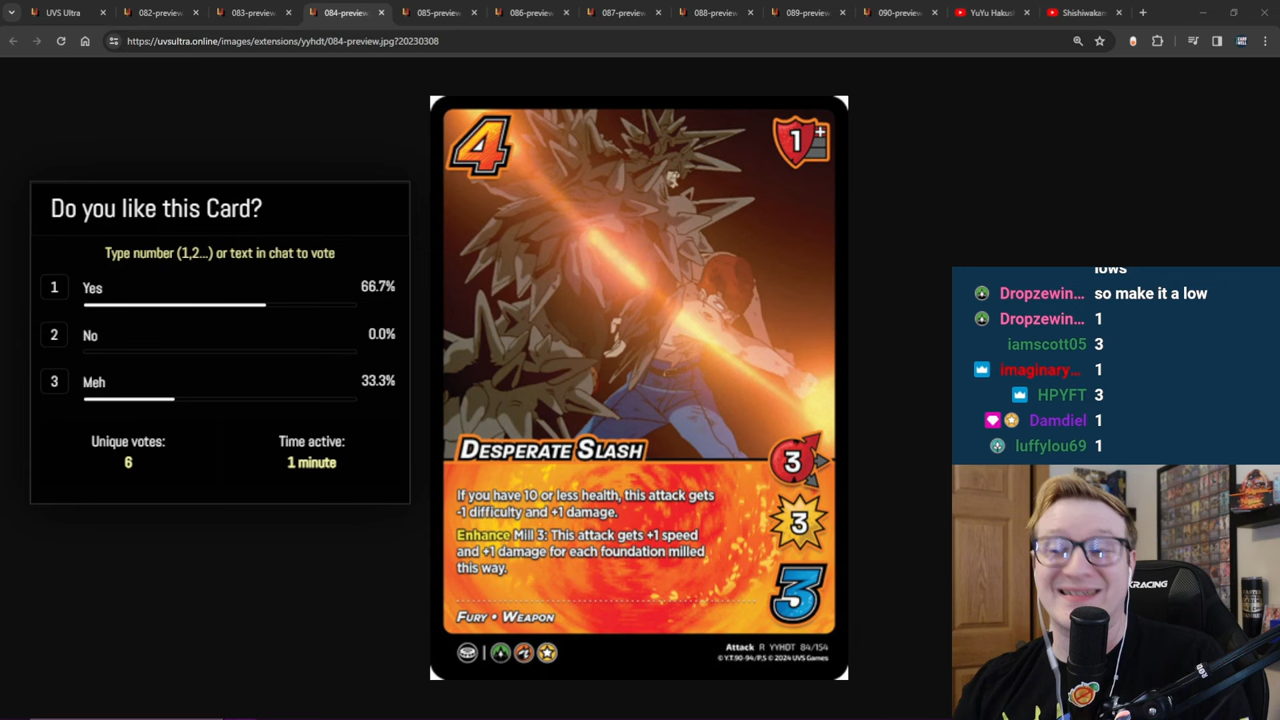 UVS Ultra
082-preview
083-preview
084-preview
085-preview
086-preview
087-preview
088-preview
089-preview
090-preview
YuYu Hakus
Shishiwakam
https://uvsultra.online/images/extensions/yyhdt/084-preview.jpg?20230308
Do you like this Card?
Type number (1,2...) or text in chat to vote
1 Yes 66.7%
2 No 0.0%
3 Meh 33.3%
Unique votes: Time active:
6 1 minute
4
1
DESPERATE SLASH
3
If you have 10 or less health, this attack gets
-1 difficulty and +1 damage.
Enhance Mill 3: This attack gets +1 speed
and +1 damage for each foundation milled
this way.
3
3
FURY • WEAPON
Attack R YYHDT 84/154
© Y.T.90-94/P,S © 2024 UVS Games
lows
Dropzewin... so make it a low
Dropzewin... 1
iamscott05 3
imaginary... 1
HPYFT 3
Damdiel 1
luffylou69 1
KRACING